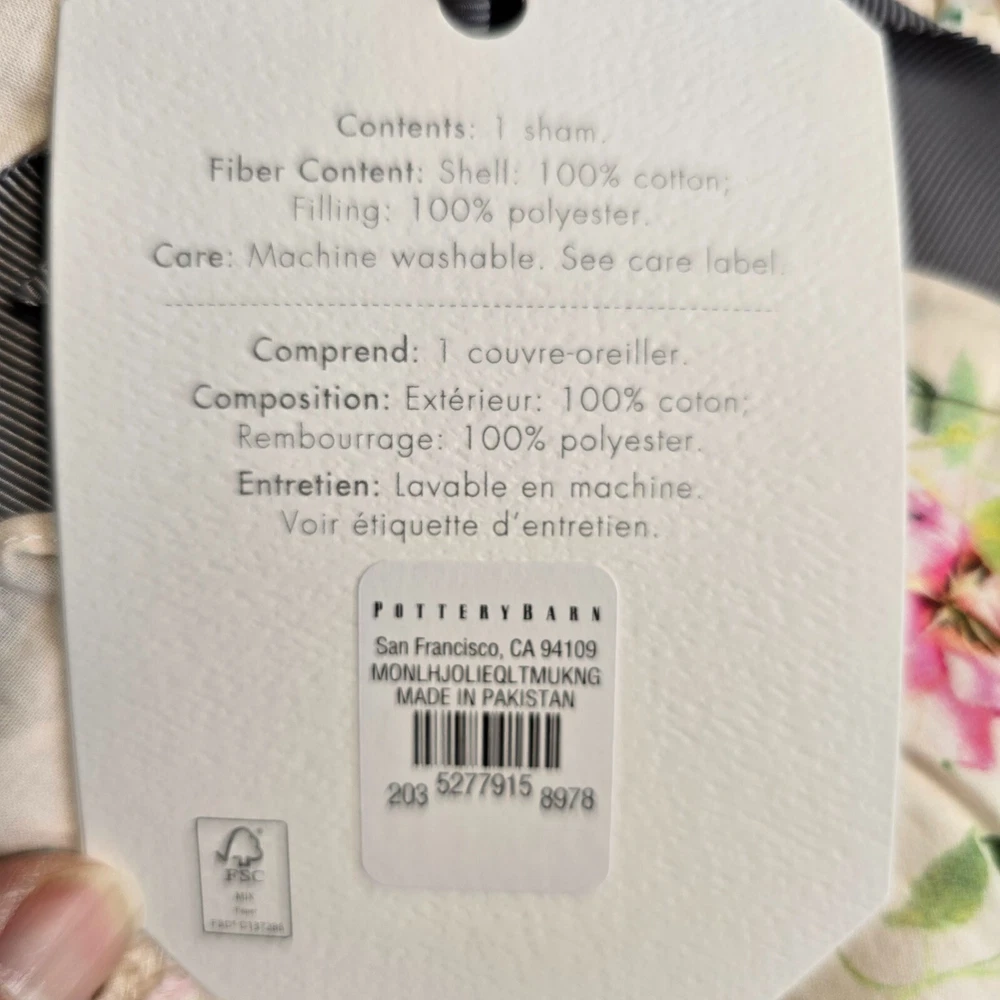 Contents: 1 sham.
Fiber Content: Shell: 100% cotton;
Filling: 100% polyester.
Care: Machine washable. See care label.
Comprend: 1 couvre-oreiller.
Composition: Extérieur: 100% coton;
Rembourrage: 100% polyester.
Entretien: Lavable en machine.
Voir étiquette d'entretien.
POTTERYBARN
San Francisco, CA 94109
MONLHJOLIEQLTMUKNG
MADE IN PAKISTAN
203 5277915 8978
FSC